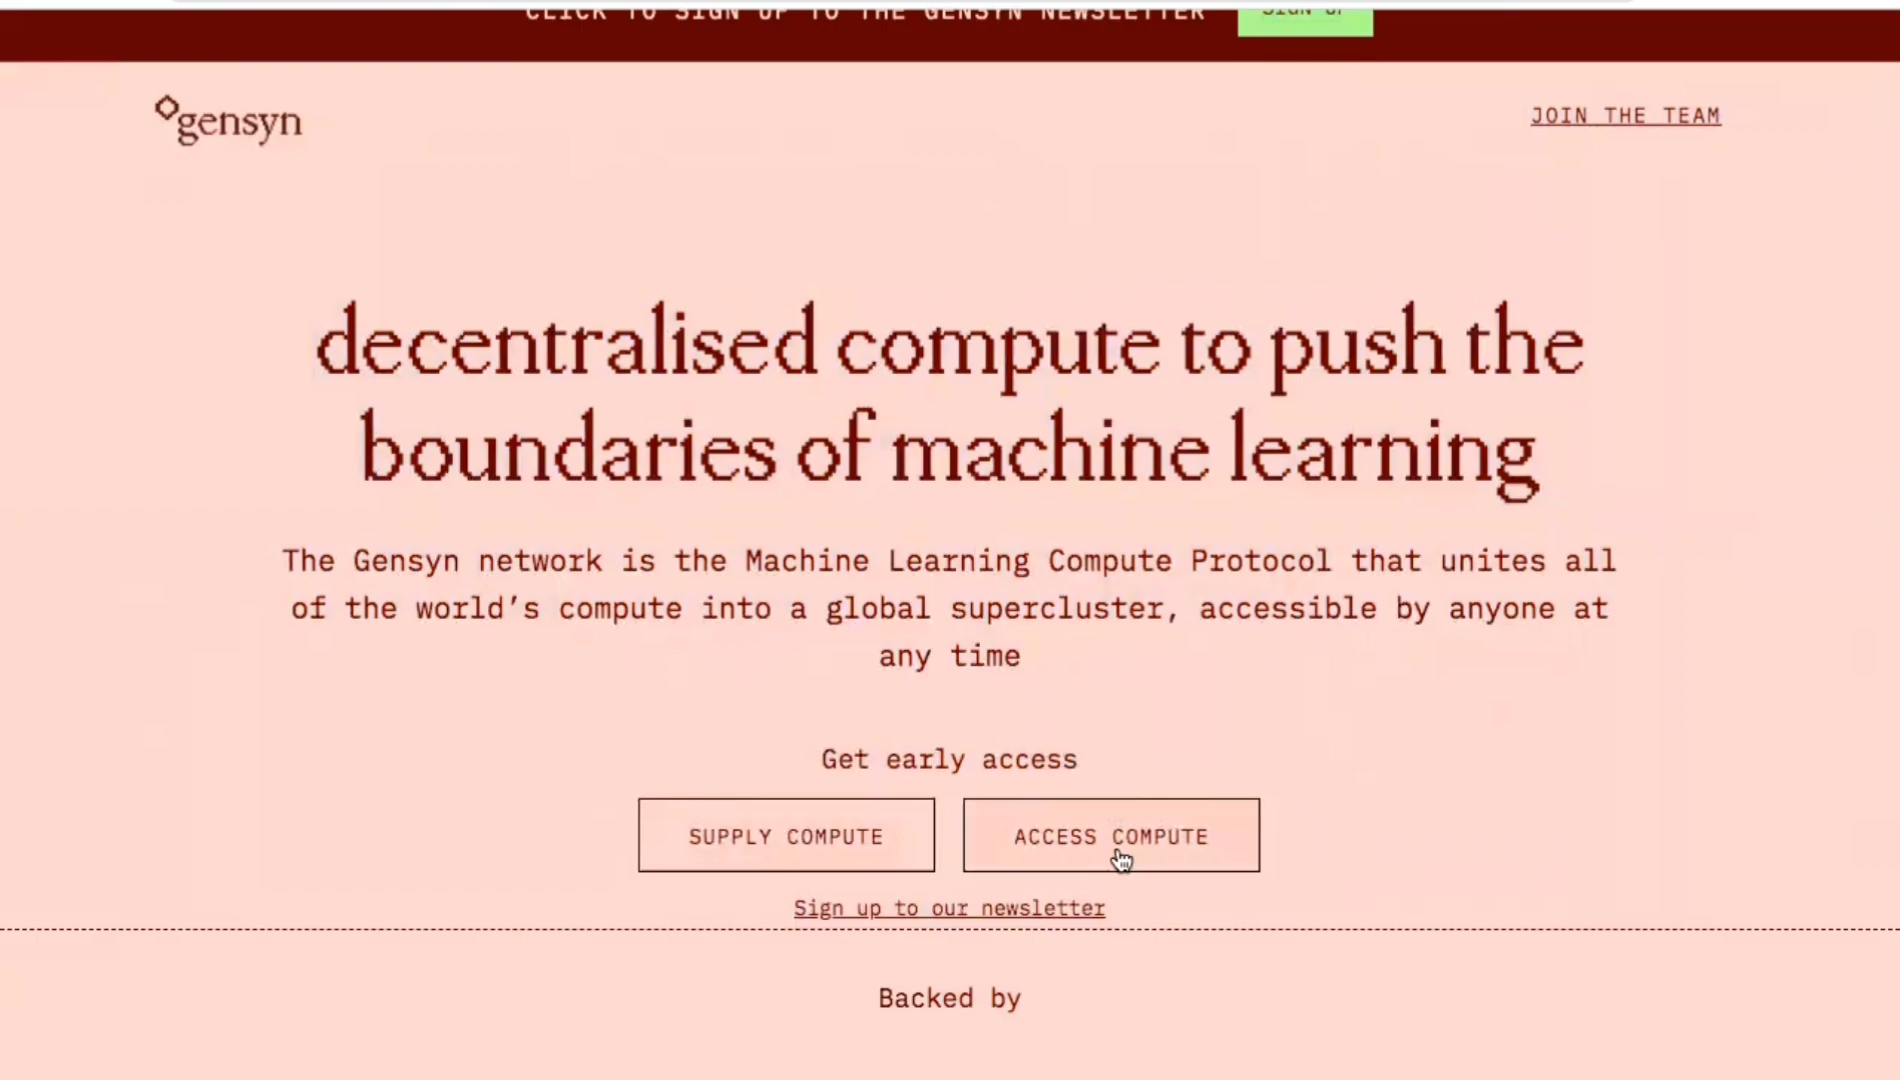 CLICK TO SIGN UP TO THE GENSYN NEWSLETTER
SIGN UP
gensyn
JOIN THE TEAM
decentralised compute to push the
boundaries of machine learning
The Gensyn network is the Machine Learning Compute Protocol that unites all
of the world’s compute into a global supercluster, accessible by anyone at
any time
Get early access
SUPPLY COMPUTE
ACCESS COMPUTE
Sign up to our newsletter
Backed by